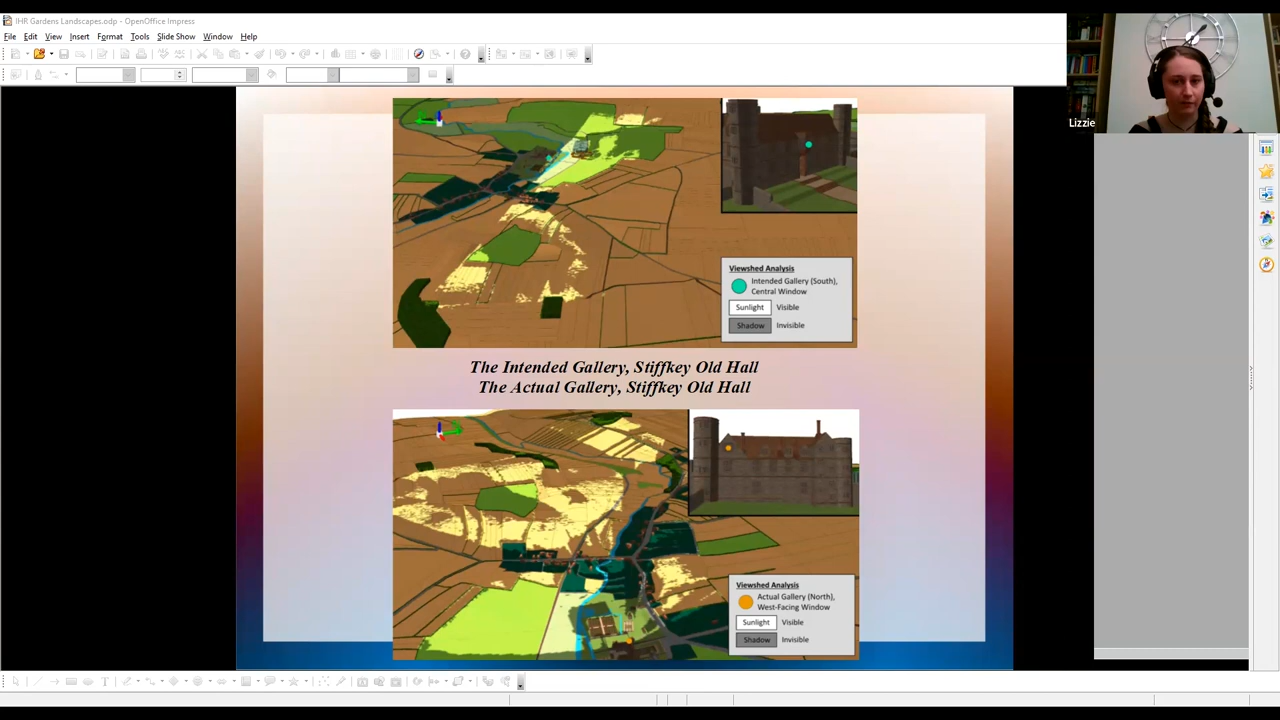 IHR Gardens Landscapes.odp - OpenOffice Impress
File Edit View Insert Format Tools Slide Show Window Help
Lizzie
Viewshed Analysis
Intended Gallery (South),
Central Window
Sunlight Visible
Shadow Invisible
The Intended Gallery, Stiffkey Old Hall
The Actual Gallery, Stiffkey Old Hall
Viewshed Analysis
Actual Gallery (North),
West-Facing Window
Sunlight Visible
Shadow Invisible